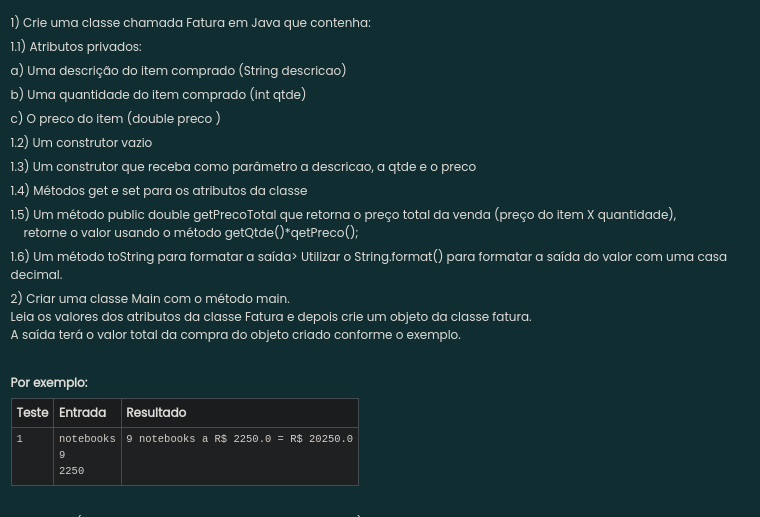 1) Crie uma classe chamada Fatura em Java que contenha:
1.1) Atributos privados:
a) Uma descrição do item comprado (String descricao)
b) Uma quantidade do item comprado (int qtde)
c) O preco do item (double preco )
1.2) Um construtor vazio
1.3) Um construtor que receba como parâmetro a descricao, a qtde e o preco
1.4) Métodos get e set para os atributos da classe
1.5) Um método public double getPrecoTotal que retorna o preço total da venda (preço do item X quantidade),
retorne o valor usando o método getQtde()*qetPreco();
1.6) Um método toString para formatar a saída> Utilizar o String.format() para formatar a saída do valor com uma casa
decimal.
2) Criar uma classe Main com o método main.
Leia os valores dos atributos da classe Fatura e depois crie um objeto da classe fatura.
A saída terá o valor total da compra do objeto criado conforme o exemplo.
Por exemplo:
Teste Entrada Resultado
1 notebooks 9 notebooks a R$ 2250.0 = R$ 20250.0
9
2250